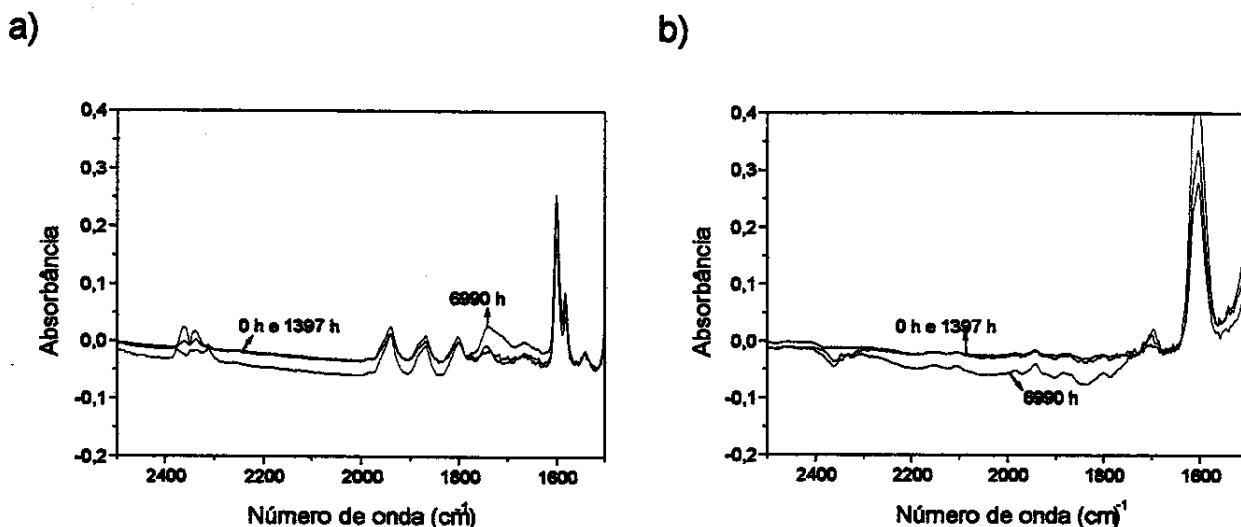 a)
b)
0,4
0,3
0,2
0,1
0,0
-0,1
-0,2
Absorbância
6990 h
0 h e 1397 h
2400
2200
2000
1800
1600
Número de onda (cm-1)
0,4
0,3
0,2
0,1
0,0
-0,1
-0,2
Absorbância
0 h e 1397 h
6990 h
2400
2200
2000
1800
1600
Número de onda (cm)-1